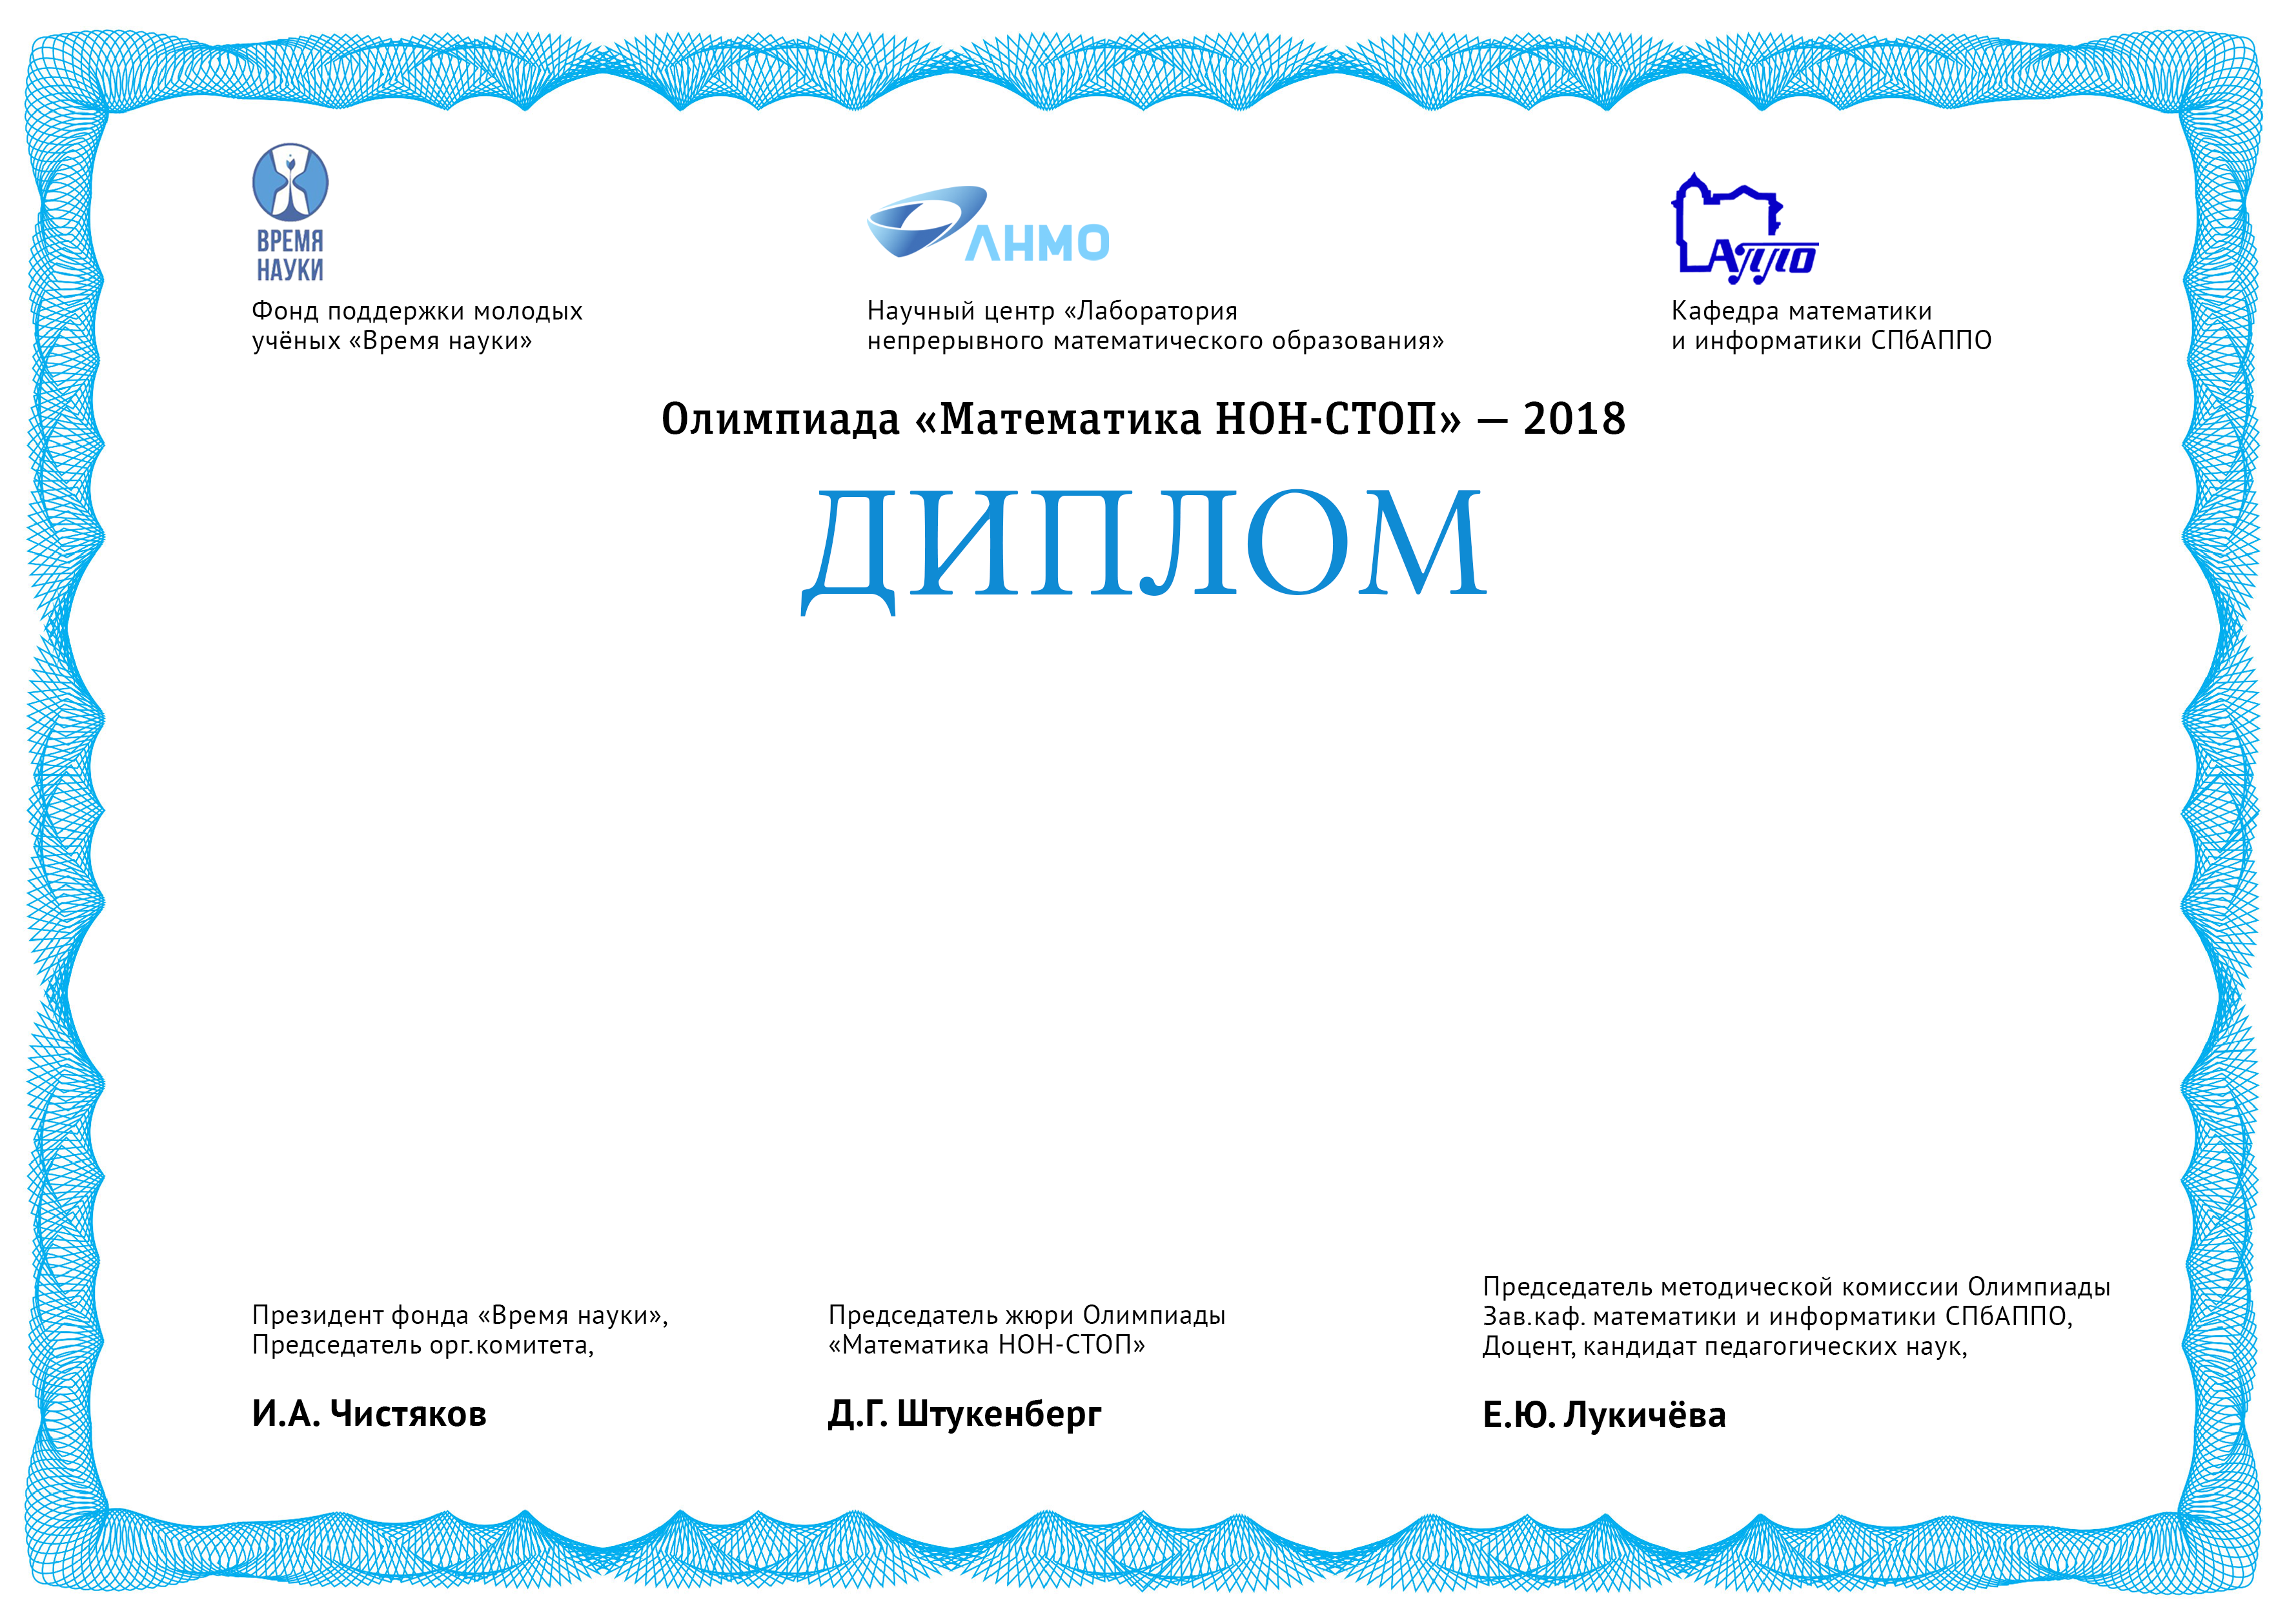 ВРЕМЯ
НАУКИ
Фонд поддержки молодых
учёных «Время науки»
ЛНМО
Научный центр «Лаборатория
непрерывного математического образования»
АППО
Кафедра математики
и информатики СПбАППО
Олимпиада «Математика НОН-СТОП» — 2018
ДИПЛОМ
Президент фонда «Время науки»,
Председатель орг.комитета,
И.А. Чистяков
Председатель жюри Олимпиады
«Математика НОН-СТОП»
Д.Г. Штукенберг
Председатель методической комиссии Олимпиады
Зав.каф. математики и информатики СПбАППО,
Доцент, кандидат педагогических наук,
Е.Ю. Лукичёва